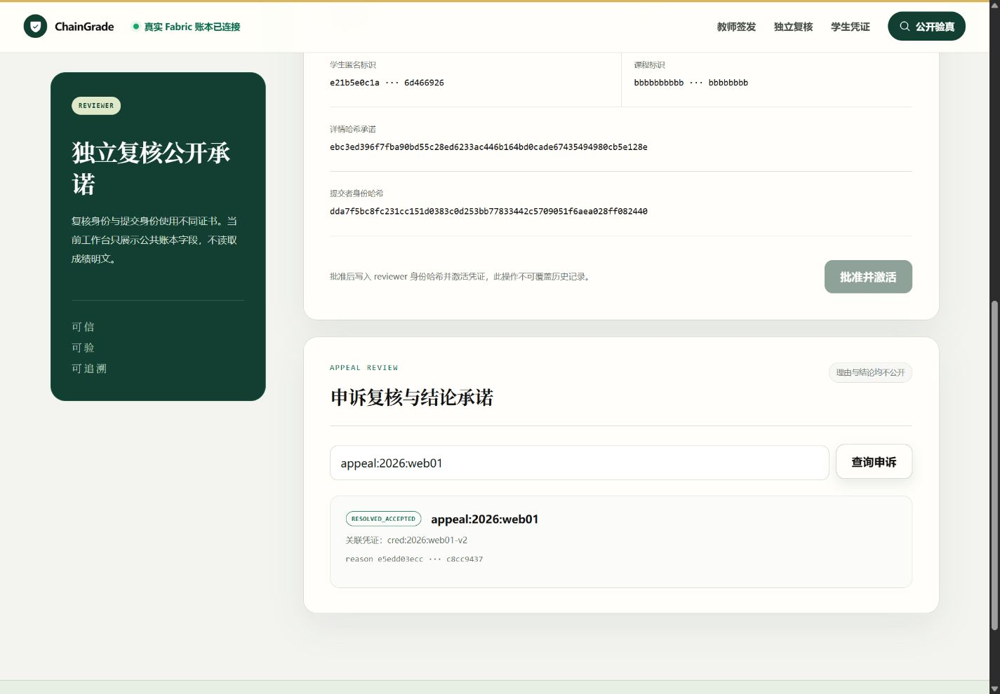 ChainGrade
真实 Fabric 账本已连接
教师签发
独立复核
学生凭证
公开验真
REVIEWER
独立复核公开承
诺
复核身份与提交身份使用不同证书。当
前工作台只展示公共账本字段，不读取
成绩明文。
可信
可验
可追溯
学生匿名标识
e21b5e0c1a ··· 6d466926
课程标识
bbbbbbbbbb ··· bbbbbbbb
详情哈希承诺
ebc3ed396f7fba90bd55c28ed6233ac446b164bd0cade67435494980cb5e128e
提交者身份哈希
dda7f5bc8fc231cc151d0383c0d253bb77833442c5709051f6aea028ff082440
批准后写入 reviewer 身份哈希并激活凭证，此操作不可覆盖历史记录。
批准并激活
APPEAL REVIEW
理由与结论均不公开
申诉复核与结论承诺
appeal:2026:web01
查询申诉
RESOLVED_ACCEPTED
appeal:2026:web01
关联凭证：cred:2026:web01-v2
reason e5edd03ecc ··· c8cc9437